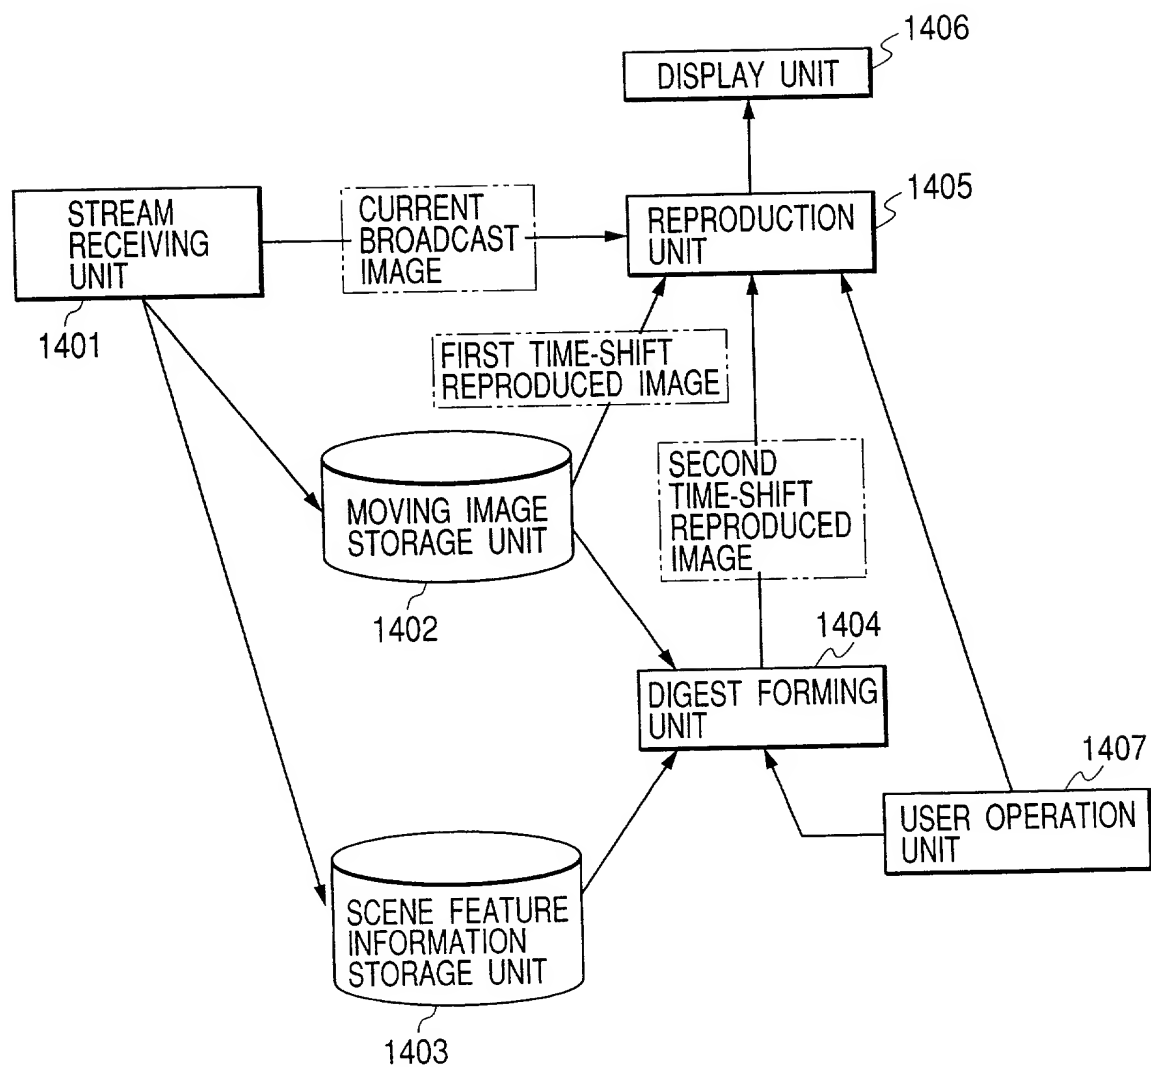 1406
DISPLAY UNIT
1405
REPRODUCTION
UNIT
STREAM
RECEIVING
UNIT
1401
CURRENT
BROADCAST
IMAGE
FIRST TIME-SHIFT
REPRODUCED IMAGE
MOVING IMAGE
STORAGE UNIT
1402
SECOND
TIME-SHIFT
REPRODUCED
IMAGE
1404
DIGEST FORMING
UNIT
1407
USER OPERATION
UNIT
SCENE FEATURE
INFORMATION
STORAGE UNIT
1403